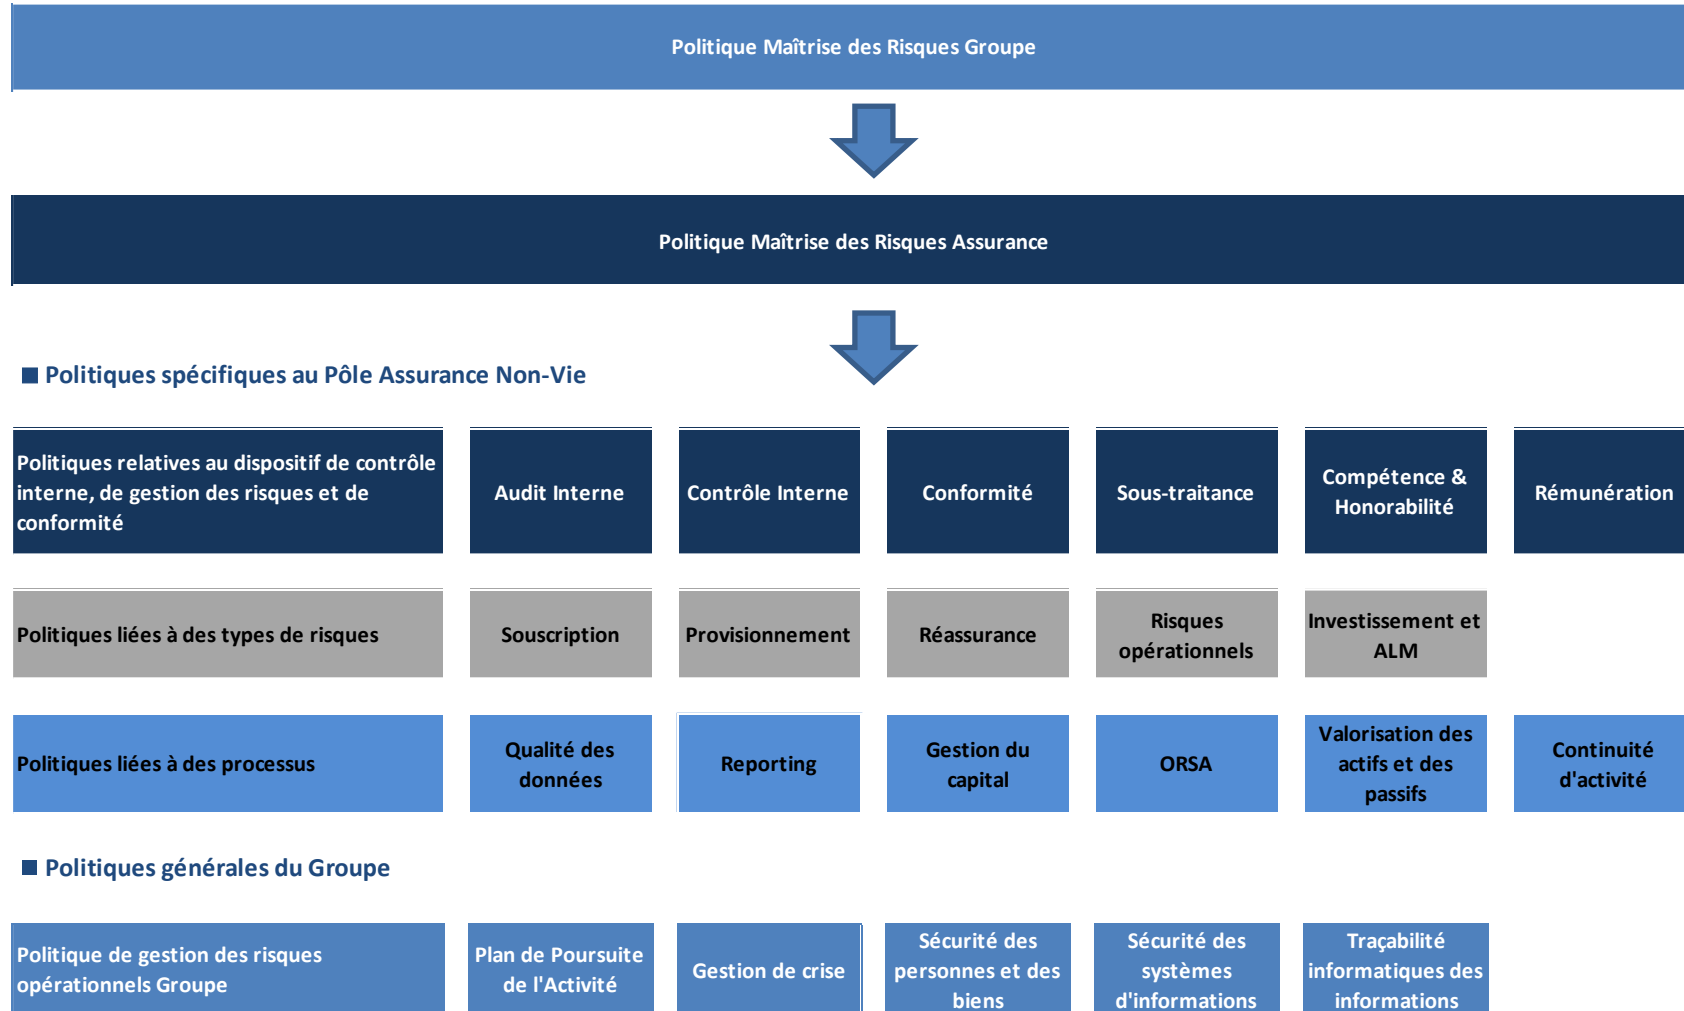 Politique Maîtrise des Risques Groupe
Politique Maîtrise des Risques Assurance
Politiques spécifiques au Pôle Assurance Non-Vie
Politiques relatives au dispositif de contrôle
interne, de gestion des risques et de
conformité
Audit Interne
Contrôle Interne
Conformité
Sous-traitance
Compétence &
Honorabilité
Rémunération
Politiques liées à des types de risques
Souscription
Provisionnement
Réassurance
Risques
opérationnels
Investissement et
ALM
Politiques liées à des processus
Qualité des
données
Reporting
Gestion du
capital
ORSA
Valorisation des
actifs et des
passifs
Continuité
d'activité
Politiques générales du Groupe
Politique de gestion des risques
opérationnels Groupe
Plan de Poursuite
de l'Activité
Gestion de crise
Sécurité des
personnes et des
biens
Sécurité des
systèmes
d'informations
Traçabilité
informatiques des
informations